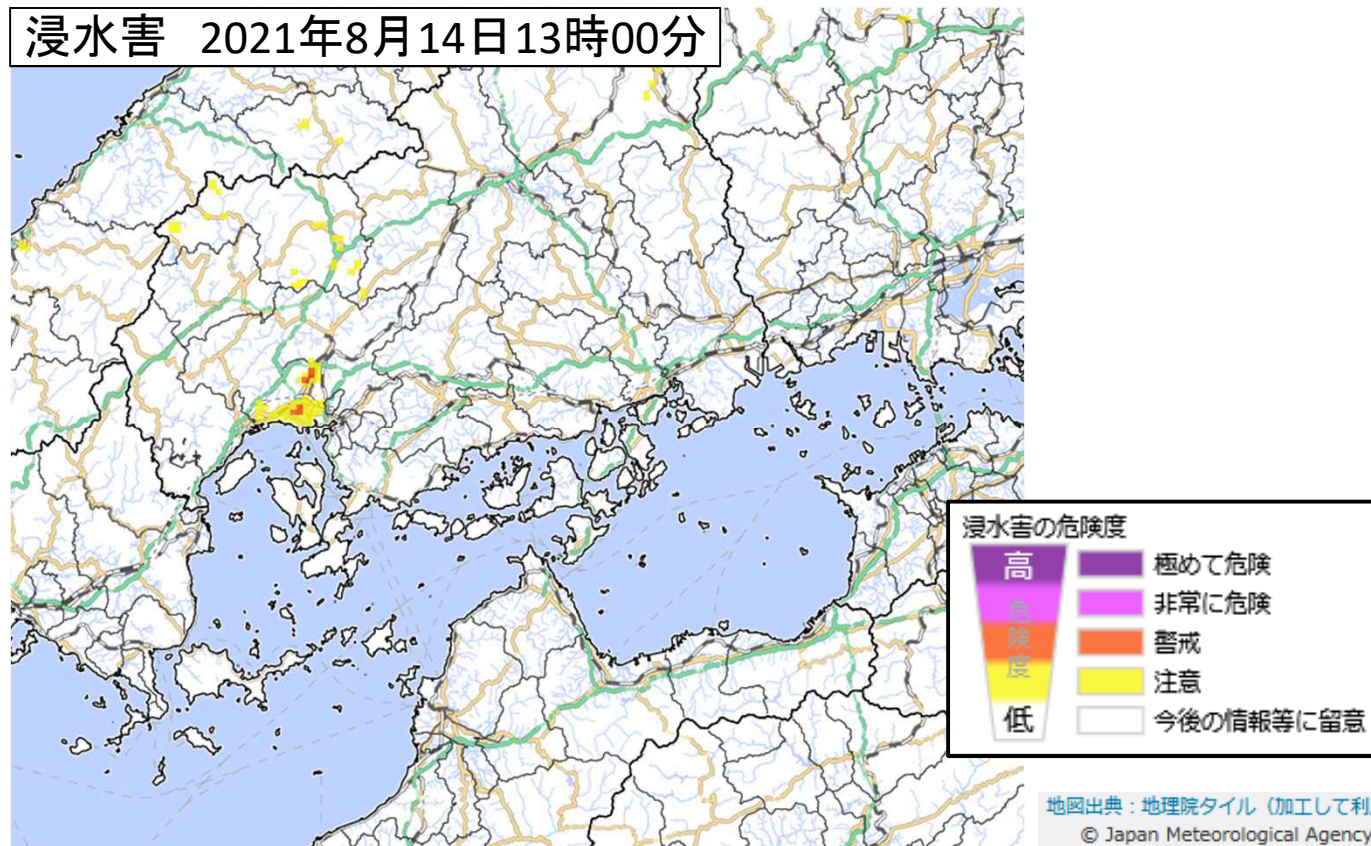 浸水害 2021年8月14日13時00分
浸水害の危険度
高
危険度
低
極めて危険
非常に危険
警戒
注意
今後の情報等に留意
地図出典：地理院タイル（加工して利
© Japan Meteorological Agency